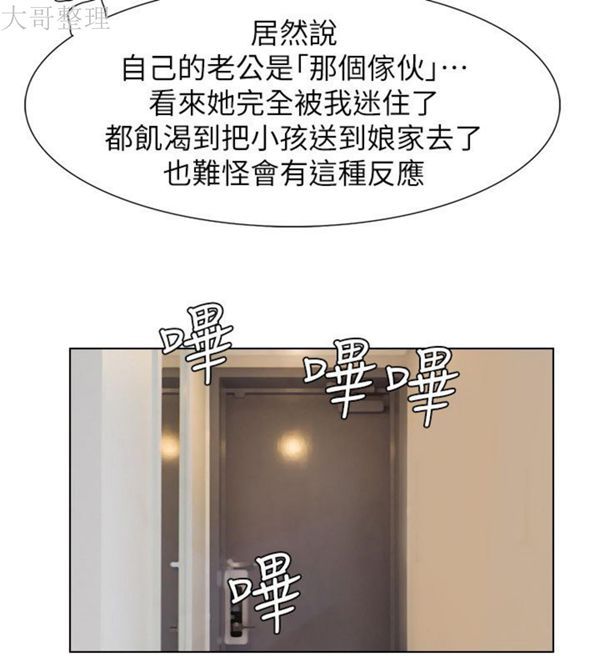 大哥整理
居然說
自己的老公是「那個傢伙」…
看來她完全被我迷住了
都飢渴到把小孩送到娘家去了
也難怪會有這種反應
嗶
嗶
嗶
嗶